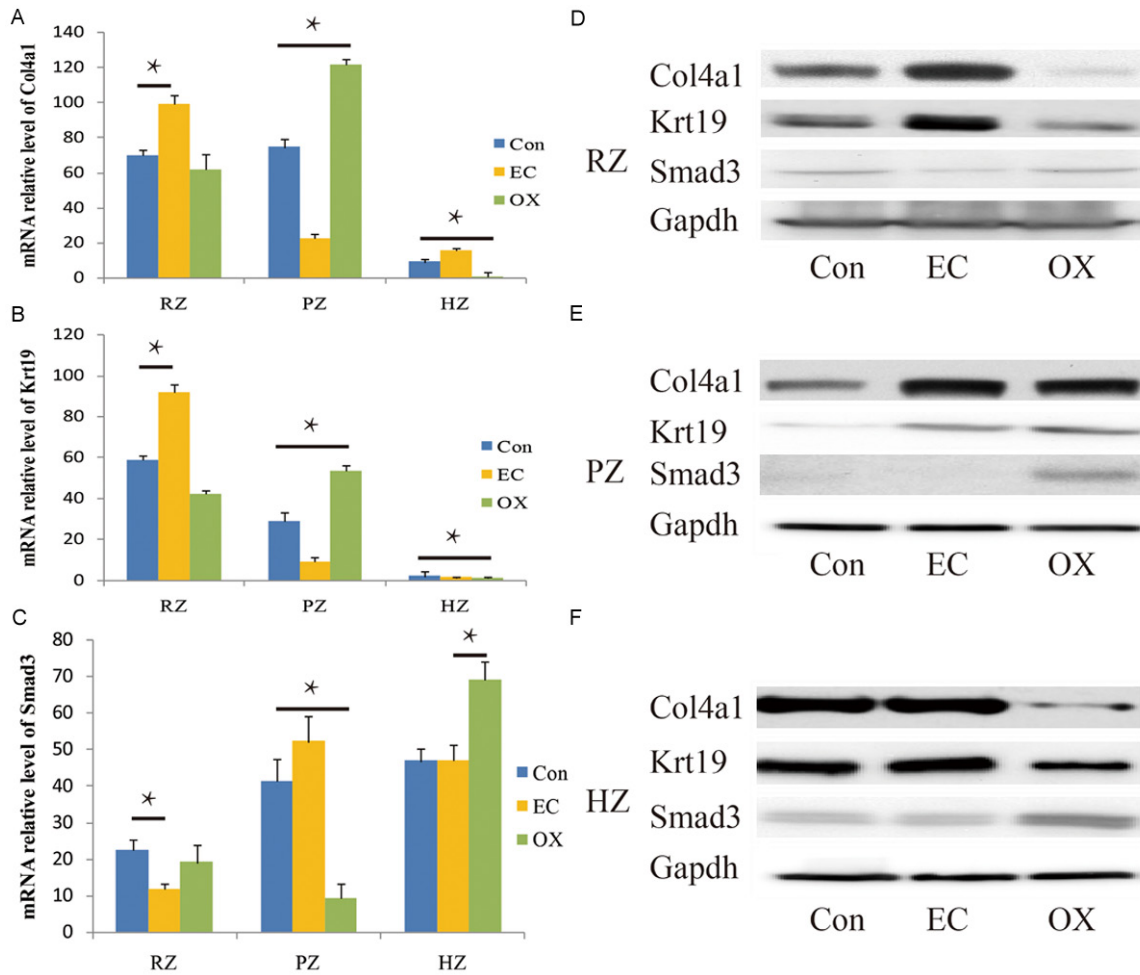 A
mRNA relative level of Col4a1
140
120
100
80
60
40
20
0
RZ
PZ
HZ
Con
EC
OX
B
mRNA relative level of Krt19
120
100
80
60
40
20
0
RZ
PZ
HZ
Con
EC
OX
C
mRNA relative level of Smad3
80
70
60
50
40
30
20
10
0
RZ
PZ
HZ
Con
EC
OX
D
RZ
Col4a1
Krt19
Smad3
Gapdh
Con EC OX
E
PZ
Col4a1
Krt19
Smad3
Gapdh
Con EC OX
F
HZ
Col4a1
Krt19
Smad3
Gapdh
Con EC OX